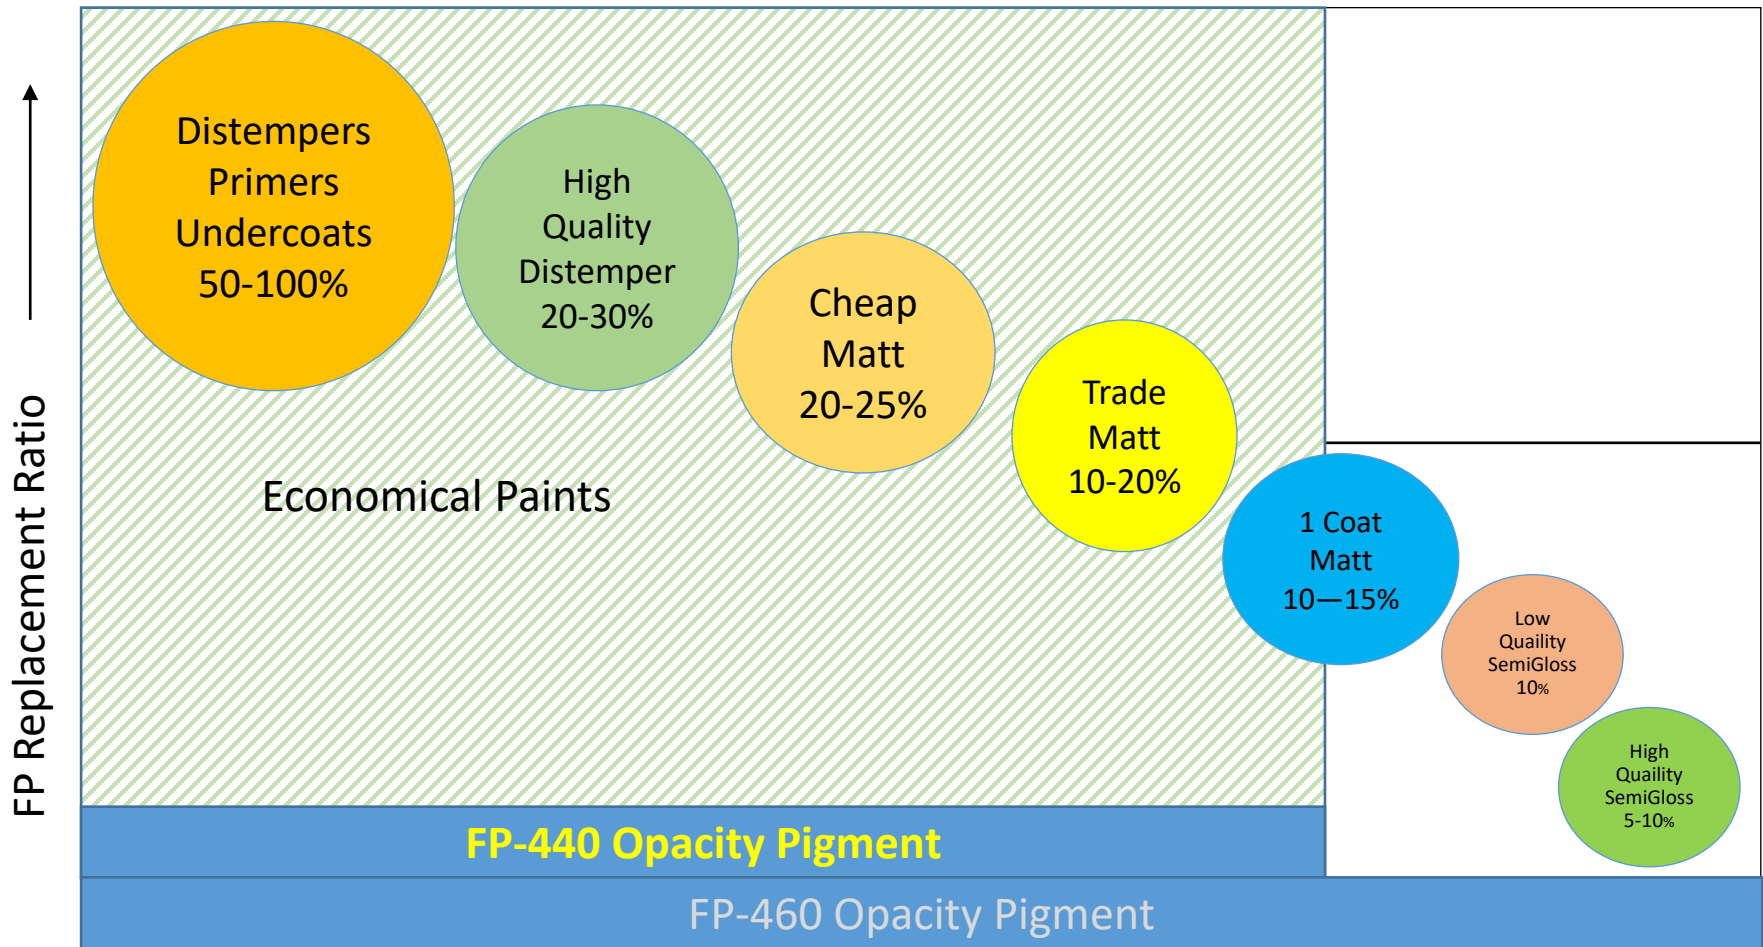 FP Replacement Ratio
Distempers
Primers
Undercoats
50-100%
High
Quality
Distemper
20-30%
Cheap
Matt
20-25%
Trade
Matt
10-20%
1 Coat
Matt
10—15%
Low
Quaility
SemiGloss
10%
High
Quaility
SemiGloss
5-10%
Economical Paints
FP-440 Opacity Pigment
FP-460 Opacity Pigment